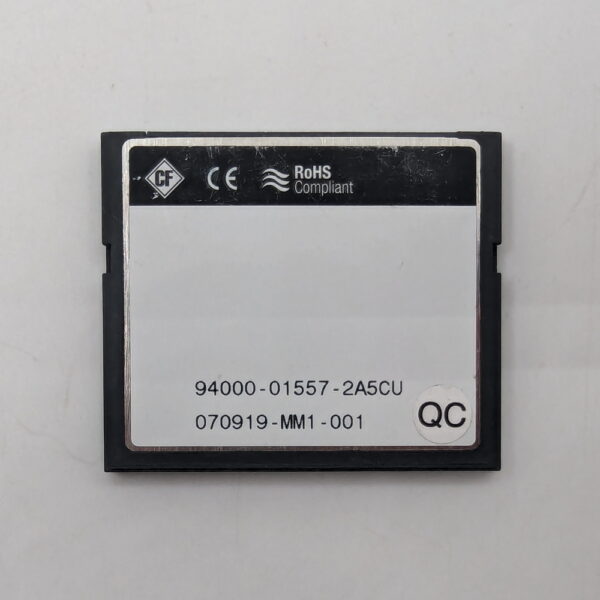 CF CE RoHS
Compliant
94000-01557-2A5CU
070919-MM1-001
QC